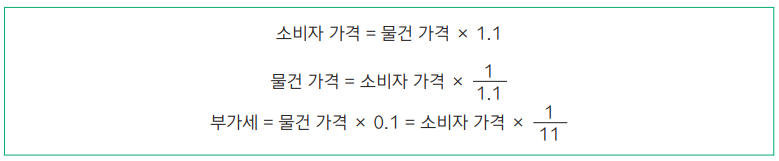 소비자 가격 = 물건 가격 × 1.1
물건 가격 = 소비자 가격 × 1/1.1
부가세 = 물건 가격 × 0.1 = 소비자 가격 × 1/11